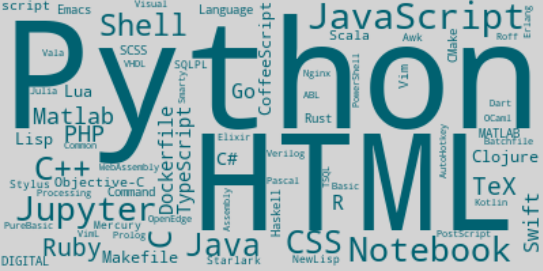 script
Emacs
Visual
Language
JavaScript
Erlang
Shell
Scala
Awk
CMake
Roff
Python
Vala
SCSS
VHDL
SQLPL
CoffeeScript
Nginx
PowerShell
Vim
Julia
Lua
Smarty
Go
ABL
Dart
Matlab
Rust
OCaml
Lisp
PHP
Common
Dockerfile
Typescript
Elixir
HTML
AutoHotkey
MATLAB
Batchfile
C++
WebAssembly
C#
Verilog
Clojure
Stylus
Objective-C
Pascal
TSQL
Basic
TeX
Processing
Command
Assembly
Haskell
R
Kotlin
Swift
Jupyter
OpenEdge
PureBasic
Mercury
VimL
Prolog
C
Java
CSS
Notebook
PostScript
DIGITAL
Ruby
Makefile
Starlark
NewLisp